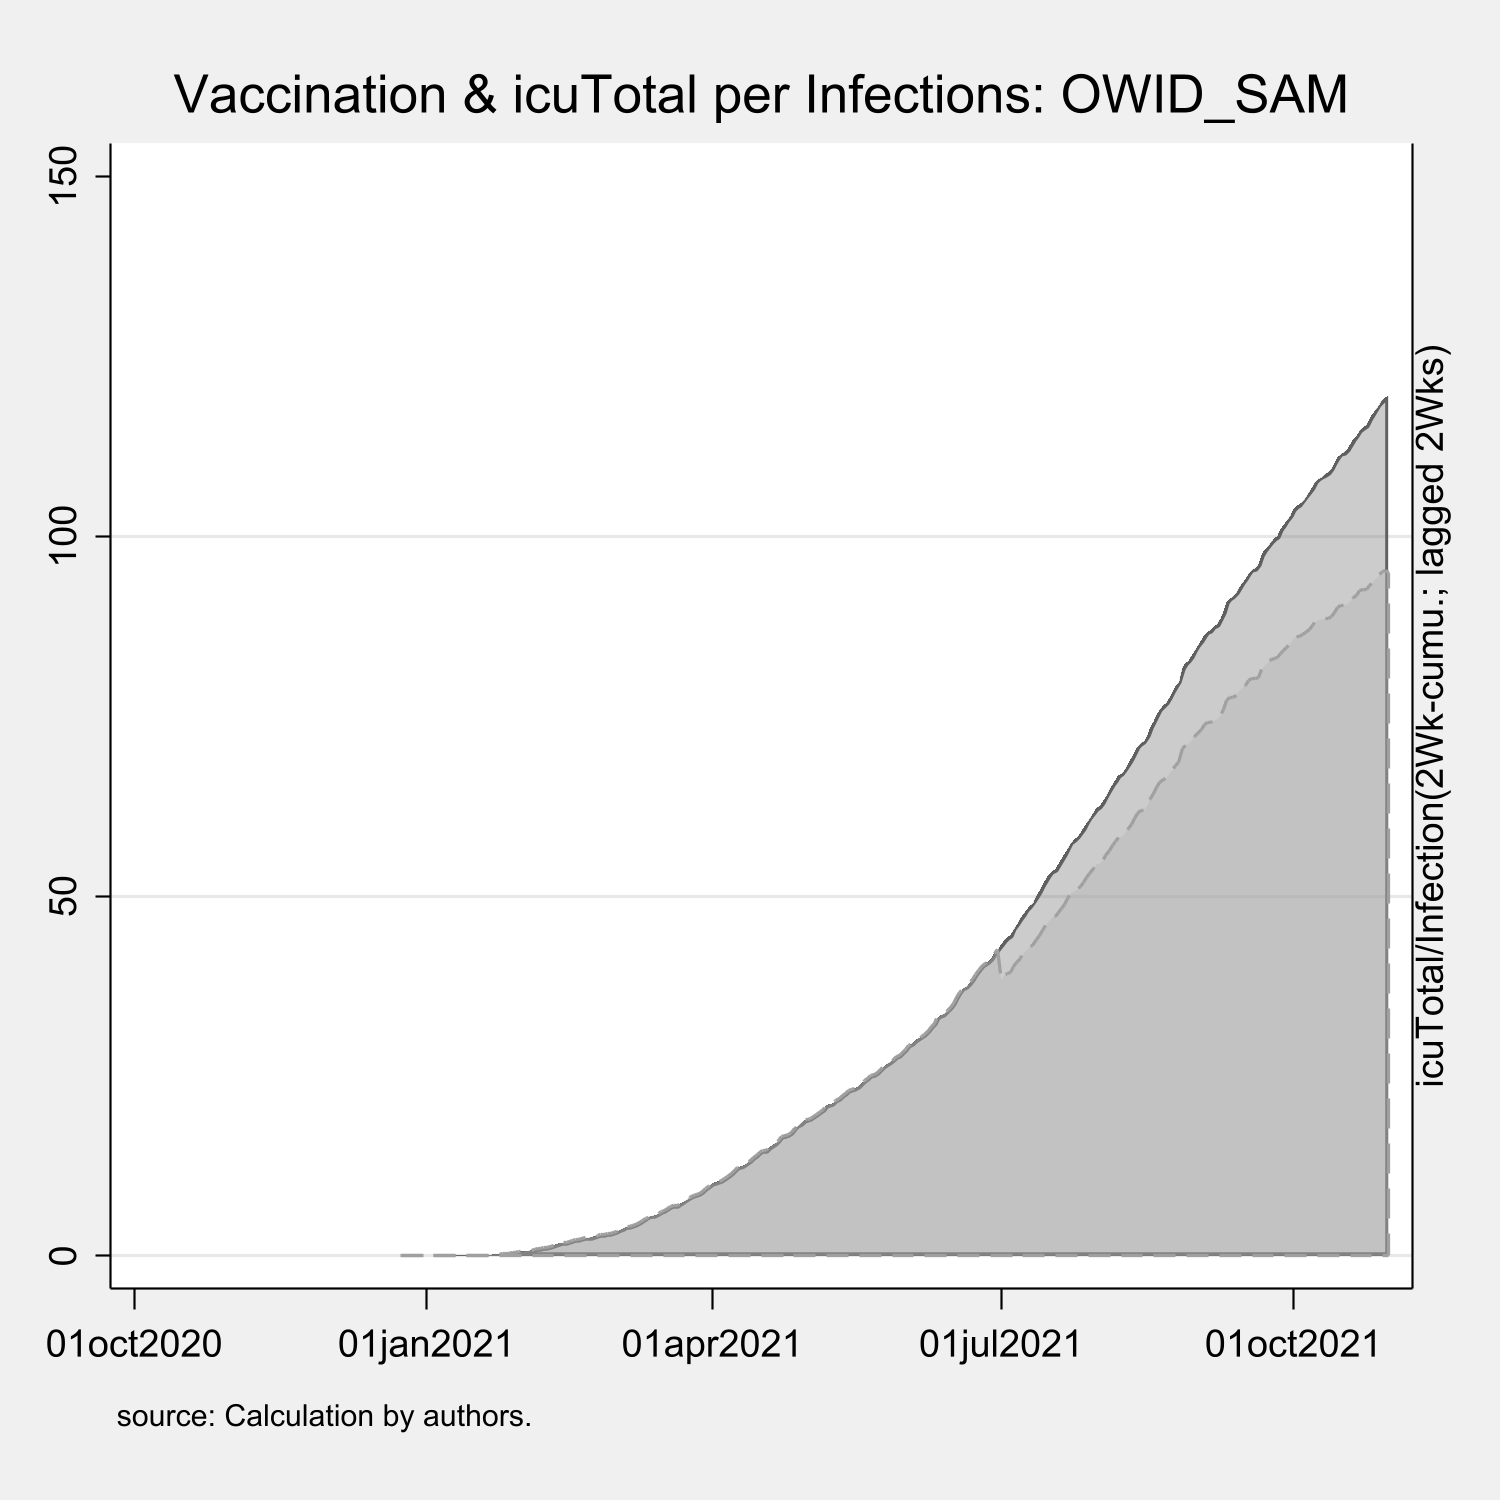 Vaccination & icuTotal per Infections: OWID_SAM
150
100
50
0
icuTotal/Infection(2Wk-cumu.; lagged 2Wks)
01oct2020
01jan2021
01apr2021
01jul2021
01oct2021
source: Calculation by authors.